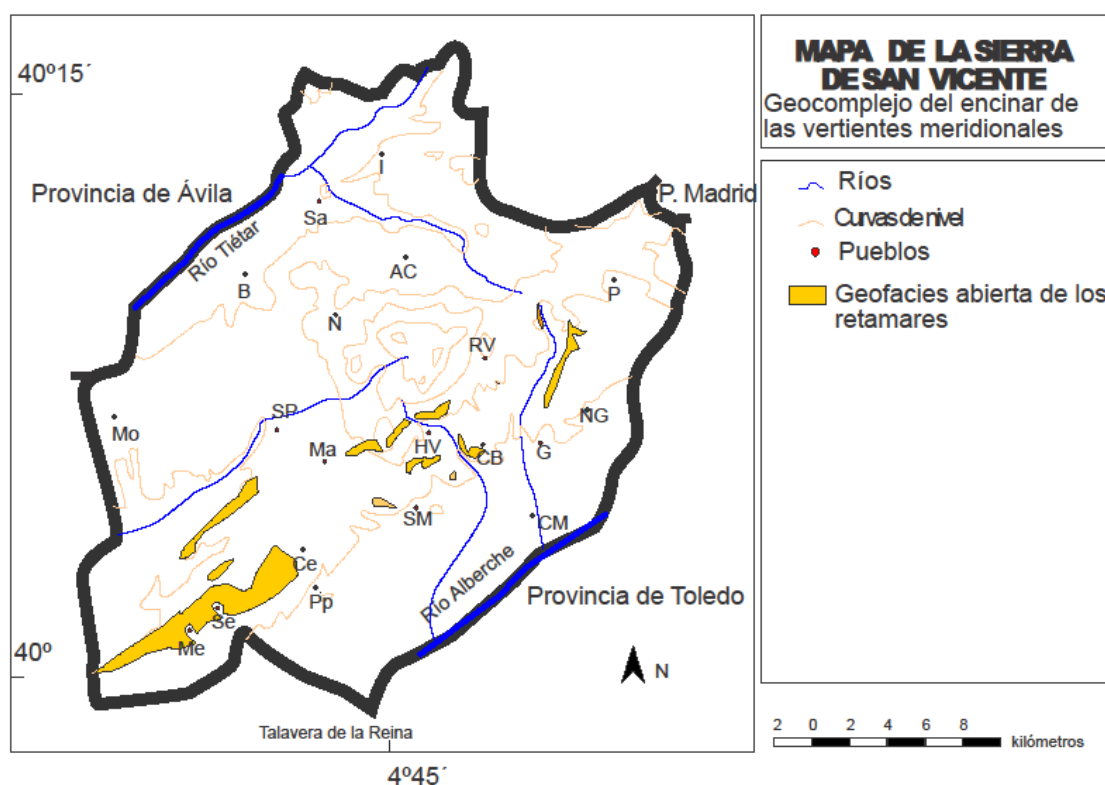 40º15´
MAPA DE LA SIERRA
DE SAN VICENTE
Geocomplejo del encinar de
las vertientes meridionales
Ríos
Curvas de nivel
Pueblos
Geofacies abierta de los
retamares
Provincia de Ávila
P. Madrid
Río Tiétar
I
Sa
AC
B
P
N
RV
NG
Mo
SR
Ma
HV
CB
G
SM
CM
Ce
Pp
Se
Me
Río Alberche
Provincia de Toledo
40º
N
Talavera de la Reina
4º45´
2 0 2 4 6 8
kilómetros